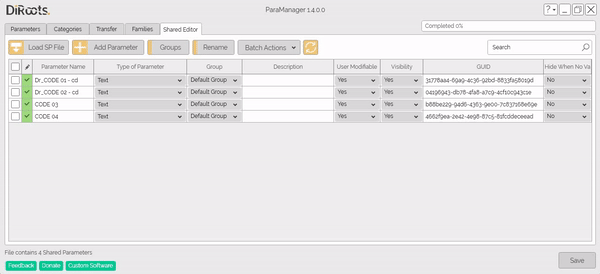 DiRoots.
ParaManager 1.4.0.0
?
Parameters Categories Transfer Families Shared Editor
Completed 0%
Load SP File Add Parameter Groups Rename Batch Actions Search
Parameter Name Type of Parameter Group Description User Modifiable Visibility GUID Hide When No Va
Dr_CODE 01 - cd Text Default Group Yes Yes 31778aa4-69a9-4c36-92bd-8833fa58019d No
Dr_CODE 02 - cd Text Default Group Yes Yes 04196943-db78-4fa8-a7c9-4cf10c943c1e No
CODE 03 Text Default Group Yes Yes b88be229-94d6-4363-9e00-7c837168e69e No
CODE 04 Text Default Group Yes Yes 4662f9ea-2e42-4e98-87c5-82fcddeceead No
File contains 4 Shared Parameters.
Feedback Donate Custom Software
Save